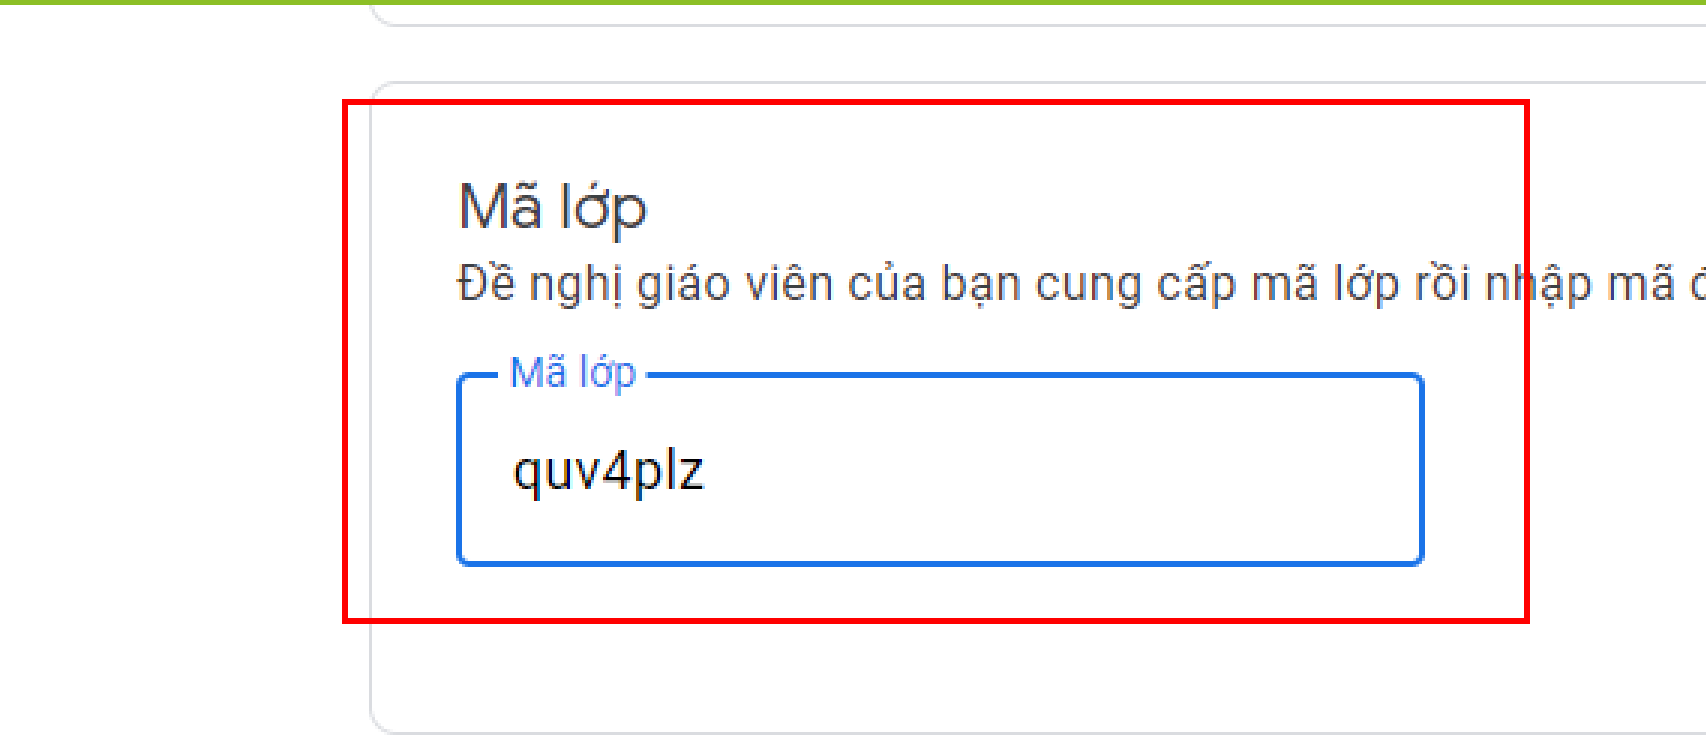 Mã lớp
Đề nghị giáo viên của bạn cung cấp mã lớp rồi nhập mã
Mã lớp
quv4plz